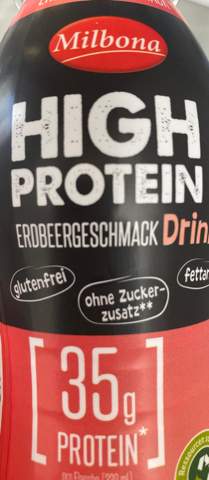 Milbona
HIGH
PROTEIN
ERDBEERGESCHMACK Drin
glutenfrei
fettar
ohne Zucker-
zusatz**
35g
PROTEIN*